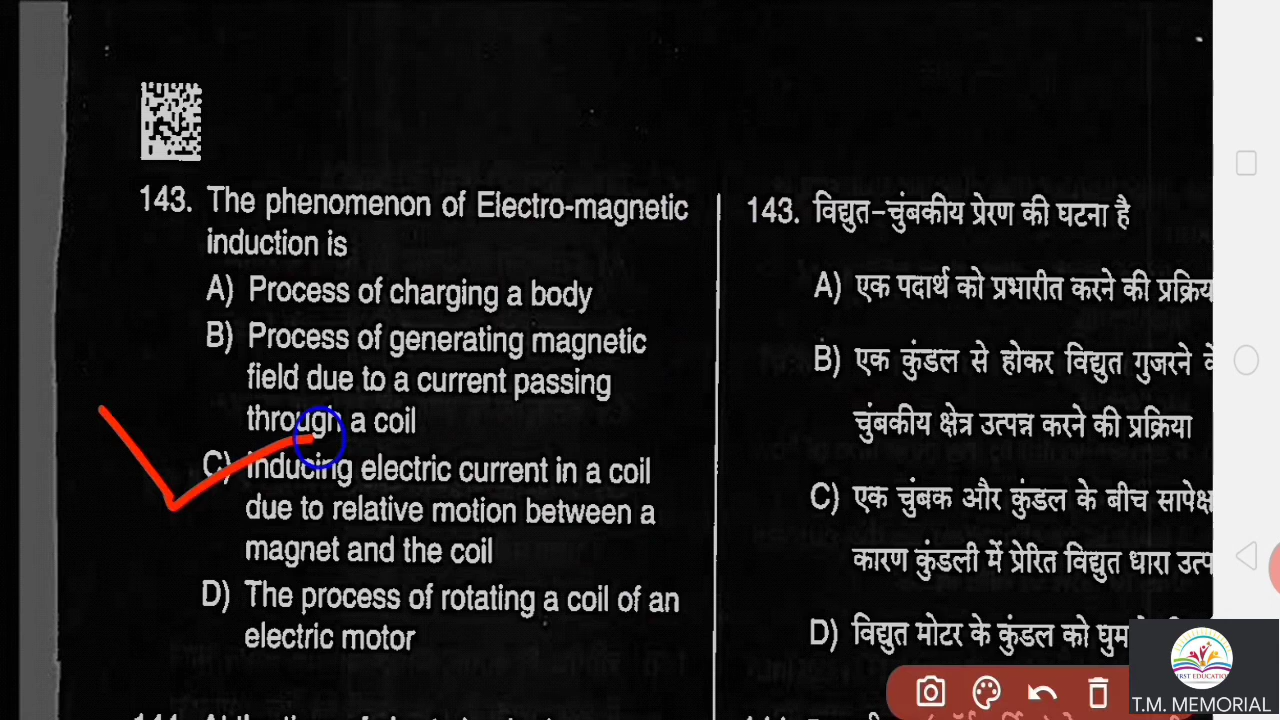 143. The phenomenon of Electro-magnetic
induction is
A) Process of charging a body
B) Process of generating magnetic
field due to a current passing
through a coil
C) Inducing electric current in a coil
due to relative motion between a
magnet and the coil
D) The process of rotating a coil of an
electric motor
143. विद्युत-चुंबकीय प्रेरण की घटना है
A) एक पदार्थ को प्रभारीत करने की
B) एक कुंडल से होकर विद्युत गुजरने
चुंबकीय क्षेत्र उत्पन्न करने की प्रक्रिया
C) एक चुंबक और कुंडल के बीच
कारण कुंडली में प्रेरित विद्युत धारा
D) विद्युत मोटर के कुंडल को
T.M. MEMORIAL